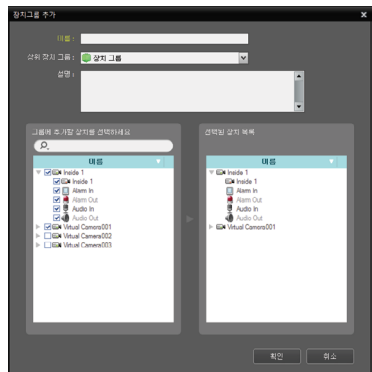 장치그룹 추가
이름 :
상위 장치 그룹 : 장치 그룹
설명 :
그룹에 추가할 장치를 선택하세요
이름
Inside 1
Inside 1
Alarm In
Alarm Out
Audio In
Audio Out
Virtual Camera001
Virtual Camera002
Virtual Camera003
선택된 장치 목록
이름
Inside 1
Inside 1
Alarm In
Alarm Out
Audio In
Audio Out
Virtual Camera001
확인 취소